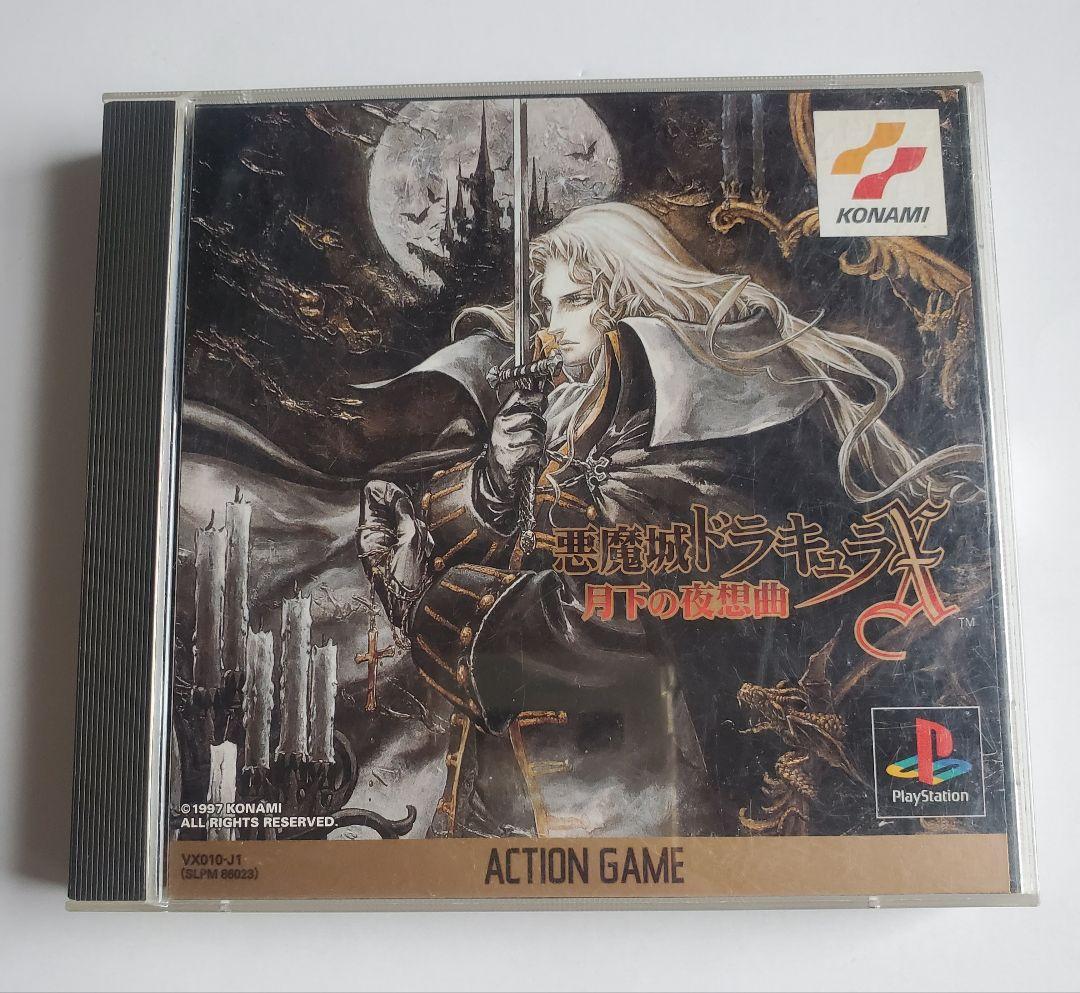 KONAMI
悪魔城ドラキュラX
月下の夜想曲
TM
PlayStation
©1997 KONAMI
ALL RIGHTS RESERVED.
VX010-J1
(SLPM 86023)
ACTION GAME